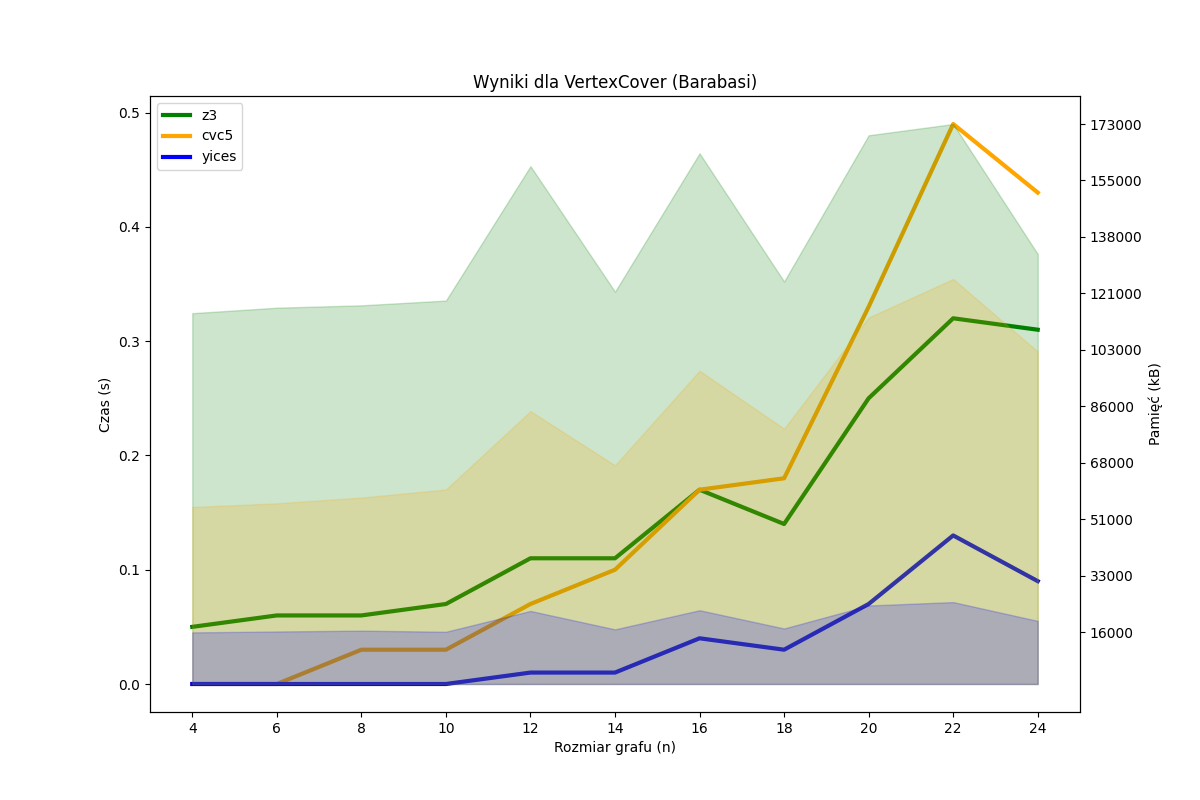 Wyniki dla VertexCover (Barabasi)
z3
cvc5
yices
0.5
0.4
0.3
0.2
0.1
0.0
Czas (s)
173000
155000
138000
121000
103000
86000
68000
51000
33000
16000
Pamięć (kB)
4 6 8 10 12 14 16 18 20 22 24
Rozmiar grafu (n)